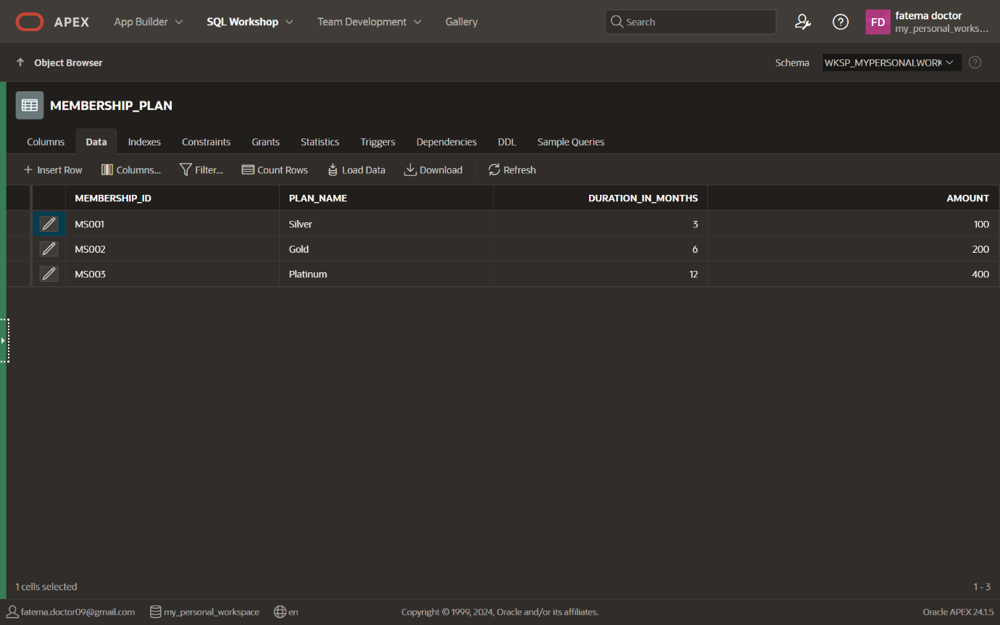 APEX App Builder SQL Workshop Team Development Gallery Search FD fatema doctor
my_personal_works...
Object Browser Schema WKSP_MYPERSONALWORK
MEMBERSHIP_PLAN
Columns Data Indexes Constraints Grants Statistics Triggers Dependencies DDL Sample Queries
Insert Row Columns... Filter... Count Rows Load Data Download Refresh
MEMBERSHIP_ID PLAN_NAME DURATION_IN_MONTHS AMOUNT
MS001 Silver 3 100
MS002 Gold 6 200
MS003 Platinum 12 400
1 cells selected 1 - 3
fatema.doctor09@gmail.com my_personal_workspace en Copyright © 1999, 2024, Oracle and/or its affiliates. Oracle APEX 24.1.5